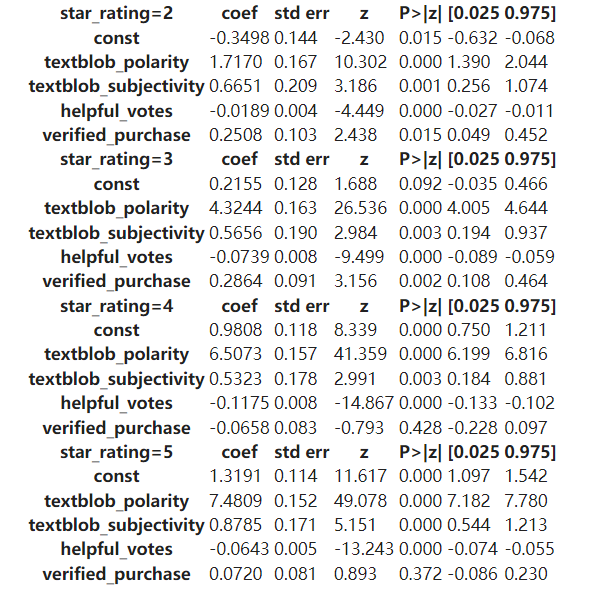 star_rating=2 coef std err z P>|z| [0.025 0.975]
const -0.3498 0.144 -2.430 0.015 -0.632 -0.068
textblob_polarity 1.7170 0.167 10.302 0.000 1.390 2.044
textblob_subjectivity 0.6651 0.209 3.186 0.001 0.256 1.074
helpful_votes -0.0189 0.004 -4.449 0.000 -0.027 -0.011
verified_purchase 0.2508 0.103 2.438 0.015 0.049 0.452
star_rating=3 coef std err z P>|z| [0.025 0.975]
const 0.2155 0.128 1.688 0.092 -0.035 0.466
textblob_polarity 4.3244 0.163 26.536 0.000 4.005 4.644
textblob_subjectivity 0.5656 0.190 2.984 0.003 0.194 0.937
helpful_votes -0.0739 0.008 -9.499 0.000 -0.089 -0.059
verified_purchase 0.2864 0.091 3.156 0.002 0.108 0.464
star_rating=4 coef std err z P>|z| [0.025 0.975]
const 0.9808 0.118 8.339 0.000 0.750 1.211
textblob_polarity 6.5073 0.157 41.359 0.000 6.199 6.816
textblob_subjectivity 0.5323 0.178 2.991 0.003 0.184 0.881
helpful_votes -0.1175 0.008 -14.867 0.000 -0.133 -0.102
verified_purchase -0.0658 0.083 -0.793 0.428 -0.228 0.097
star_rating=5 coef std err z P>|z| [0.025 0.975]
const 1.3191 0.114 11.617 0.000 1.097 1.542
textblob_polarity 7.4809 0.152 49.078 0.000 7.182 7.780
textblob_subjectivity 0.8785 0.171 5.151 0.000 0.544 1.213
helpful_votes -0.0643 0.005 -13.243 0.000 -0.074 -0.055
verified_purchase 0.0720 0.081 0.893 0.372 -0.086 0.230